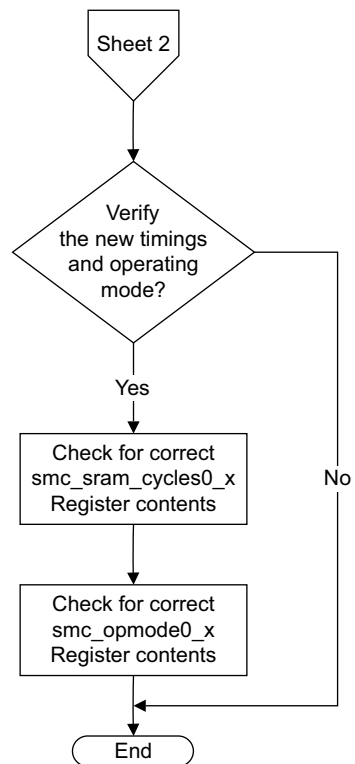 Sheet 2
Verify
the new timings
and operating
mode?
Yes
No
Check for correct
smc_sram_cycles0_x
Register contents
Check for correct
smc_opmode0_x
Register contents
End